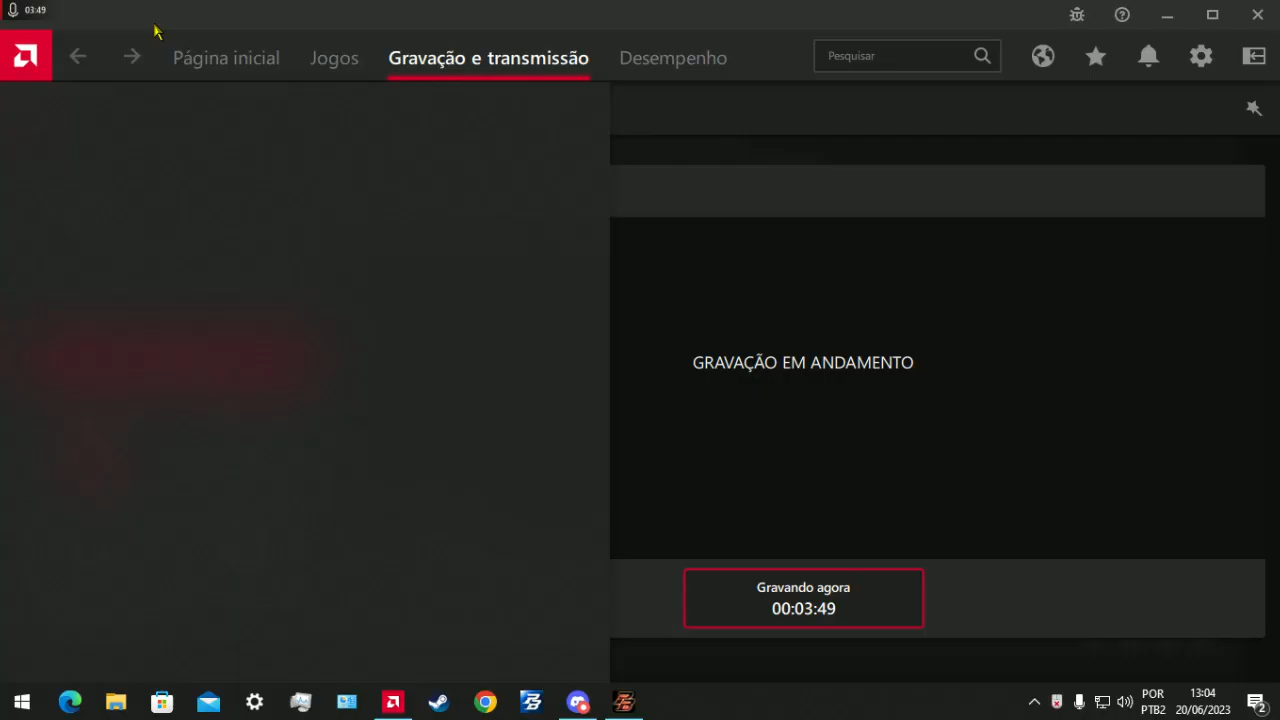 03:49
Página inicial
Jogos
Gravação e transmissão
Desempenho
Pesquisar
GRAVAÇÃO EM ANDAMENTO
Gravando agora
00:03:49
POR
PTB2
13:04
20/06/2023
2